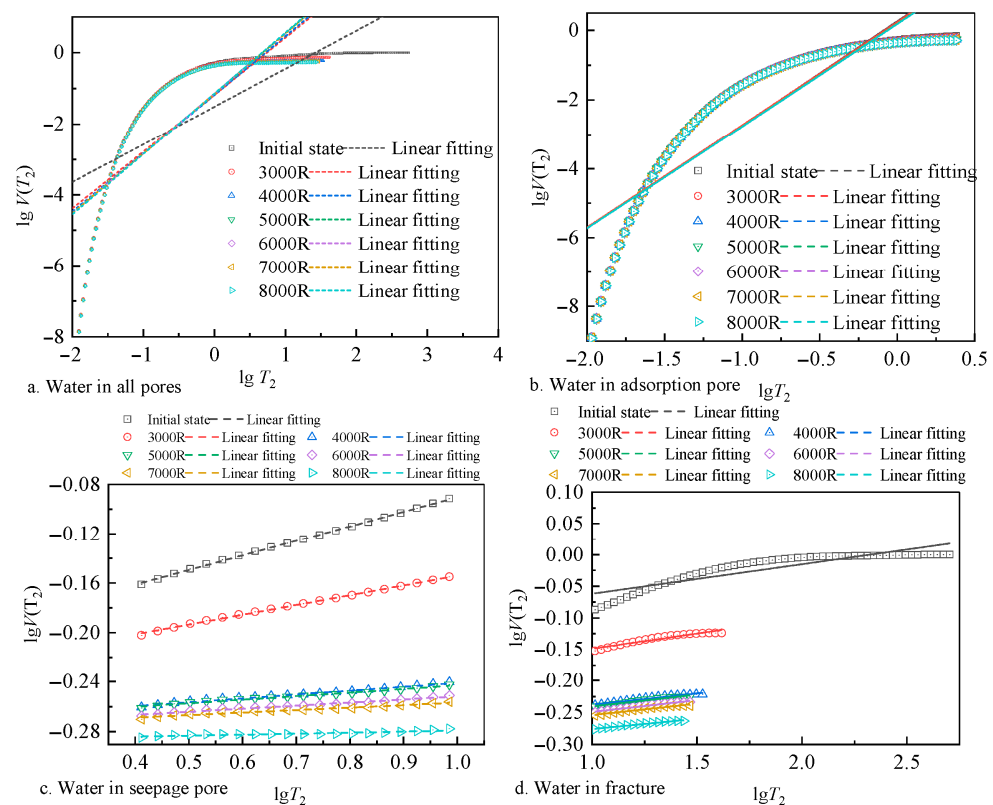 lg V(T2)
0
−2
−4
−6
−8
−2 −1 0 1 2 3 4
lg T2
Initial state Linear fitting
3000R Linear fitting
4000R Linear fitting
5000R Linear fitting
6000R Linear fitting
7000R Linear fitting
8000R Linear fitting
a. Water in all pores
lgV(T2)
0
−2
−4
−6
−8
−2.0 −1.5 −1.0 −0.5 0.0 0.5
lgT2
Initial state Linear fitting
3000R Linear fitting
4000R Linear fitting
5000R Linear fitting
6000R Linear fitting
7000R Linear fitting
8000R Linear fitting
b. Water in adsorption pore
Initial state Linear fitting
3000R Linear fitting 4000R Linear fitting
5000R Linear fitting 6000R Linear fitting
7000R Linear fitting 8000R Linear fitting
lgV(T2)
−0.08
−0.12
−0.16
−0.20
−0.24
−0.28
0.4 0.5 0.6 0.7 0.8 0.9 1.0
c. Water in seepage pore
lgT2
Initial state Linear fitting
3000R Linear fitting 4000R Linear fitting
5000R Linear fitting 6000R Linear fitting
7000R Linear fitting 8000R Linear fitting
lgV(T2)
0.10
0.05
0.00
−0.05
−0.10
−0.15
−0.20
−0.25
−0.30
1.0 1.5 2.0 2.5
d. Water in fracture
lgT2